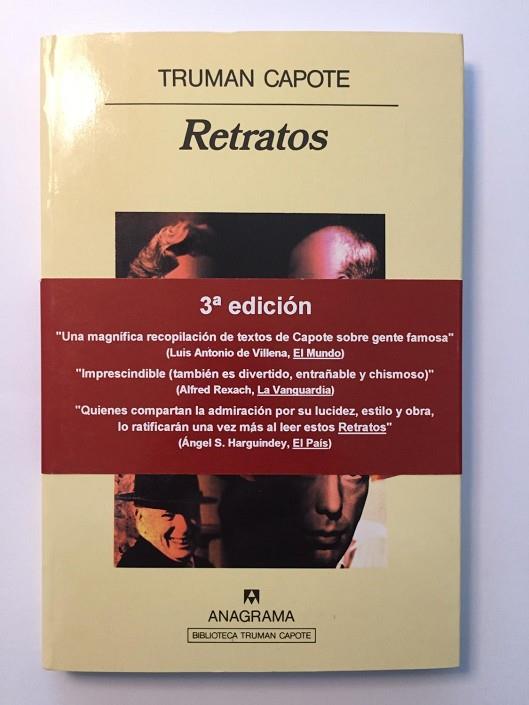 TRUMAN CAPOTE
Retratos
3ª edición
"Una magnífica recopilación de textos de Capote sobre gente famosa"
(Luis Antonio de Villena, El Mundo)
"Imprescindible (también es divertido, entrañable y chismoso)"
(Alfred Rexach, La Vanguardia)
"Quienes compartan la admiración por su lucidez, estilo y obra,
lo ratificarán una vez más al leer estos Retratos"
(Ángel S. Harguindey, El País)
ANAGRAMA
BIBLIOTECA TRUMAN CAPOTE